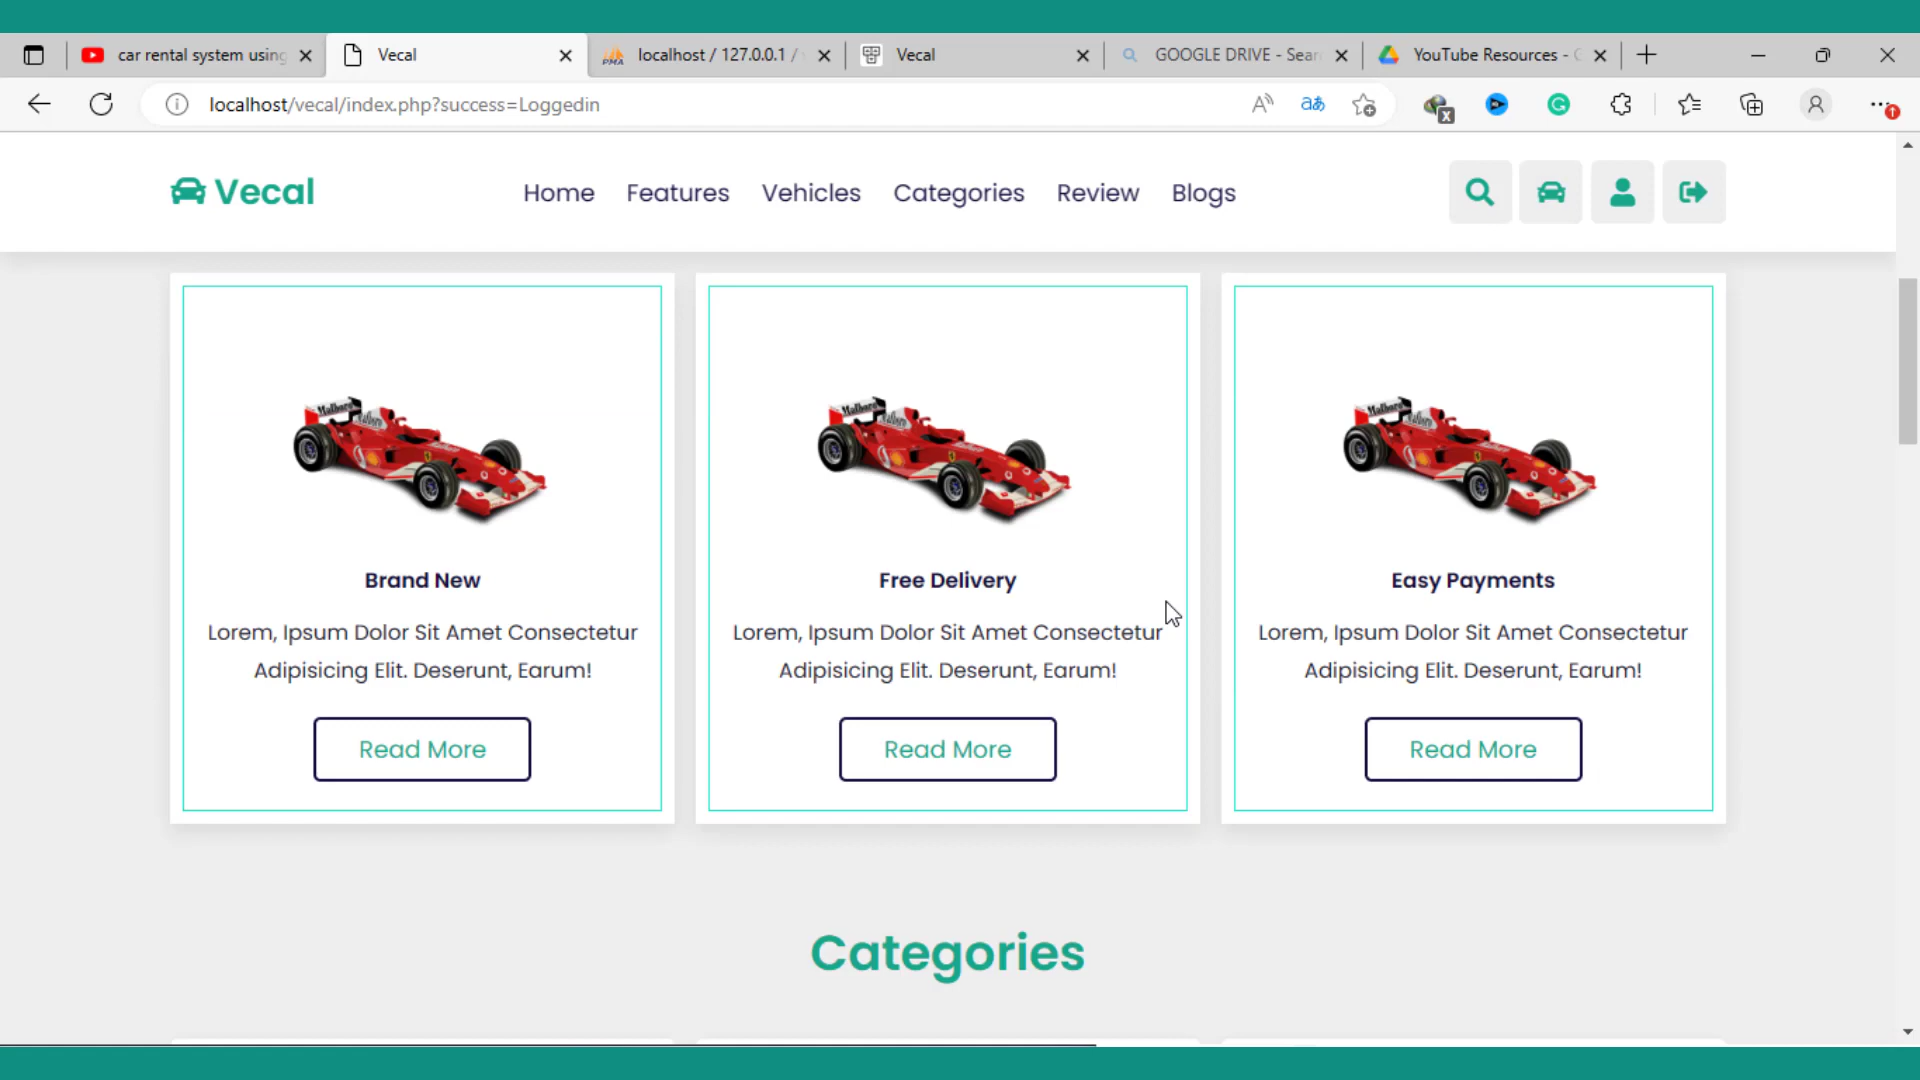 car rental system using
Vecal
localhost / 127.0.0.1 /
Vecal
GOOGLE DRIVE - Sear
YouTube Resources -
localhost/vecal/index.php?success=Loggedin
Vecal
Home
Features
Vehicles
Categories
Review
Blogs
Marlboro
Marlboro
Marlboro
Brand New
Free Delivery
Easy Payments
Lorem, Ipsum Dolor Sit Amet Consectetur
Adipisicing Elit. Deserunt, Earum!
Lorem, Ipsum Dolor Sit Amet Consectetur
Adipisicing Elit. Deserunt, Earum!
Lorem, Ipsum Dolor Sit Amet Consectetur
Adipisicing Elit. Deserunt, Earum!
Read More
Read More
Read More
Categories